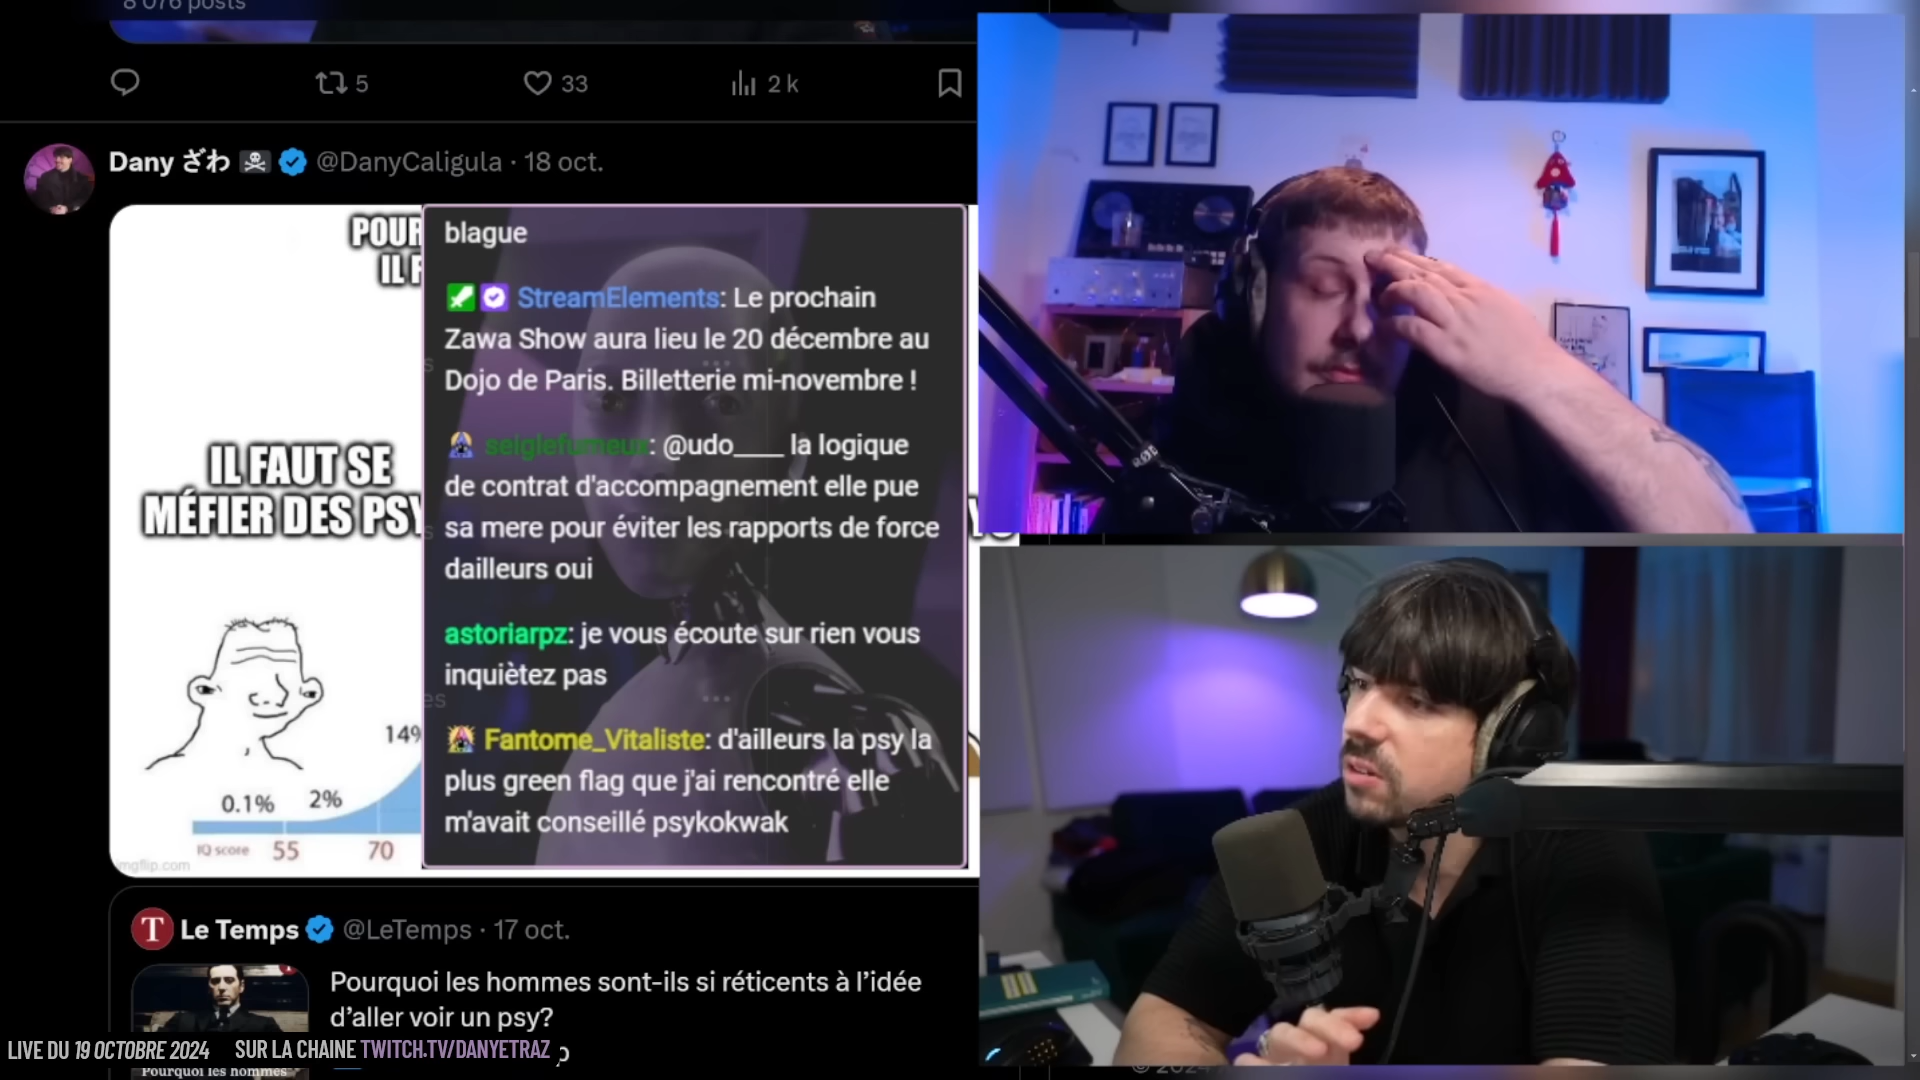 8 076 posts
5
33
2 k
Dany ざわ @DanyCaligula · 18 oct.
POUR
IL F
IL FAUT SE
MÉFIER DES PSY
14%
0.1%
2%
IQ score
55
70
imgflip.com
blague
StreamElements: Le prochain
Zawa Show aura lieu le 20 décembre au
Dojo de Paris. Billetterie mi-novembre !
seiglefumeux: @udo____ la logique
de contrat d'accompagnement elle pue
sa mere pour éviter les rapports de force
dailleurs oui
astoriarpz: je vous écoute sur rien vous
inquiètez pas
Fantome_Vitaliste: d'ailleurs la psy la
plus green flag que j'ai rencontré elle
m'avait conseillé psykokwak
T Le Temps @LeTemps · 17 oct.
Pourquoi les hommes sont-ils si réticents à l’idée
d’aller voir un psy?
LIVE DU 19 OCTOBRE 2024 SUR LA CHAINE TWITCH.TV/DANYETRAZ
Pourquoi les hommes
RØDE